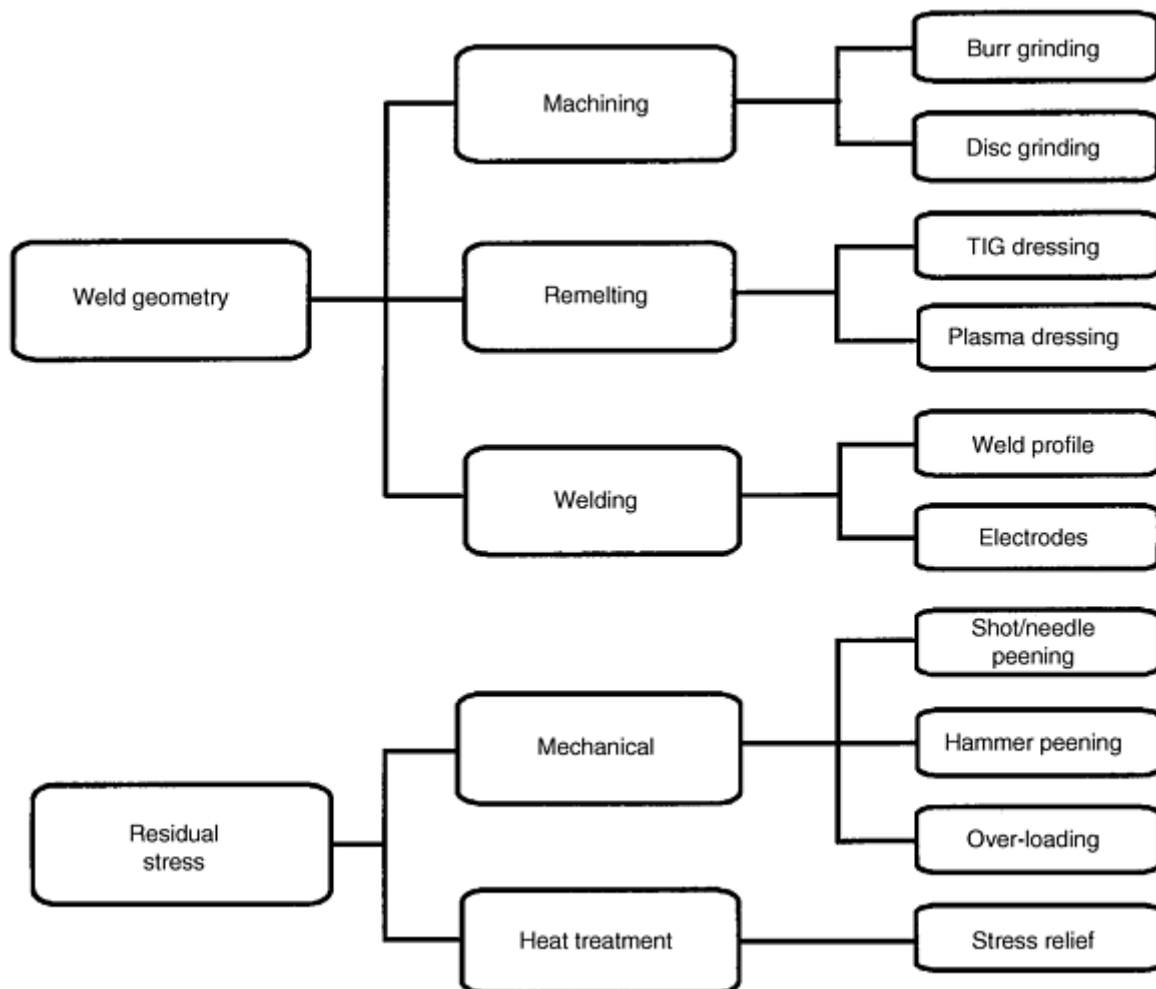 Weld geometry
Machining
Burr grinding
Disc grinding
Remelting
TIG dressing
Plasma dressing
Welding
Weld profile
Electrodes
Residual
stress
Mechanical
Shot/needle
peening
Hammer peening
Over-loading
Heat treatment
Stress relief